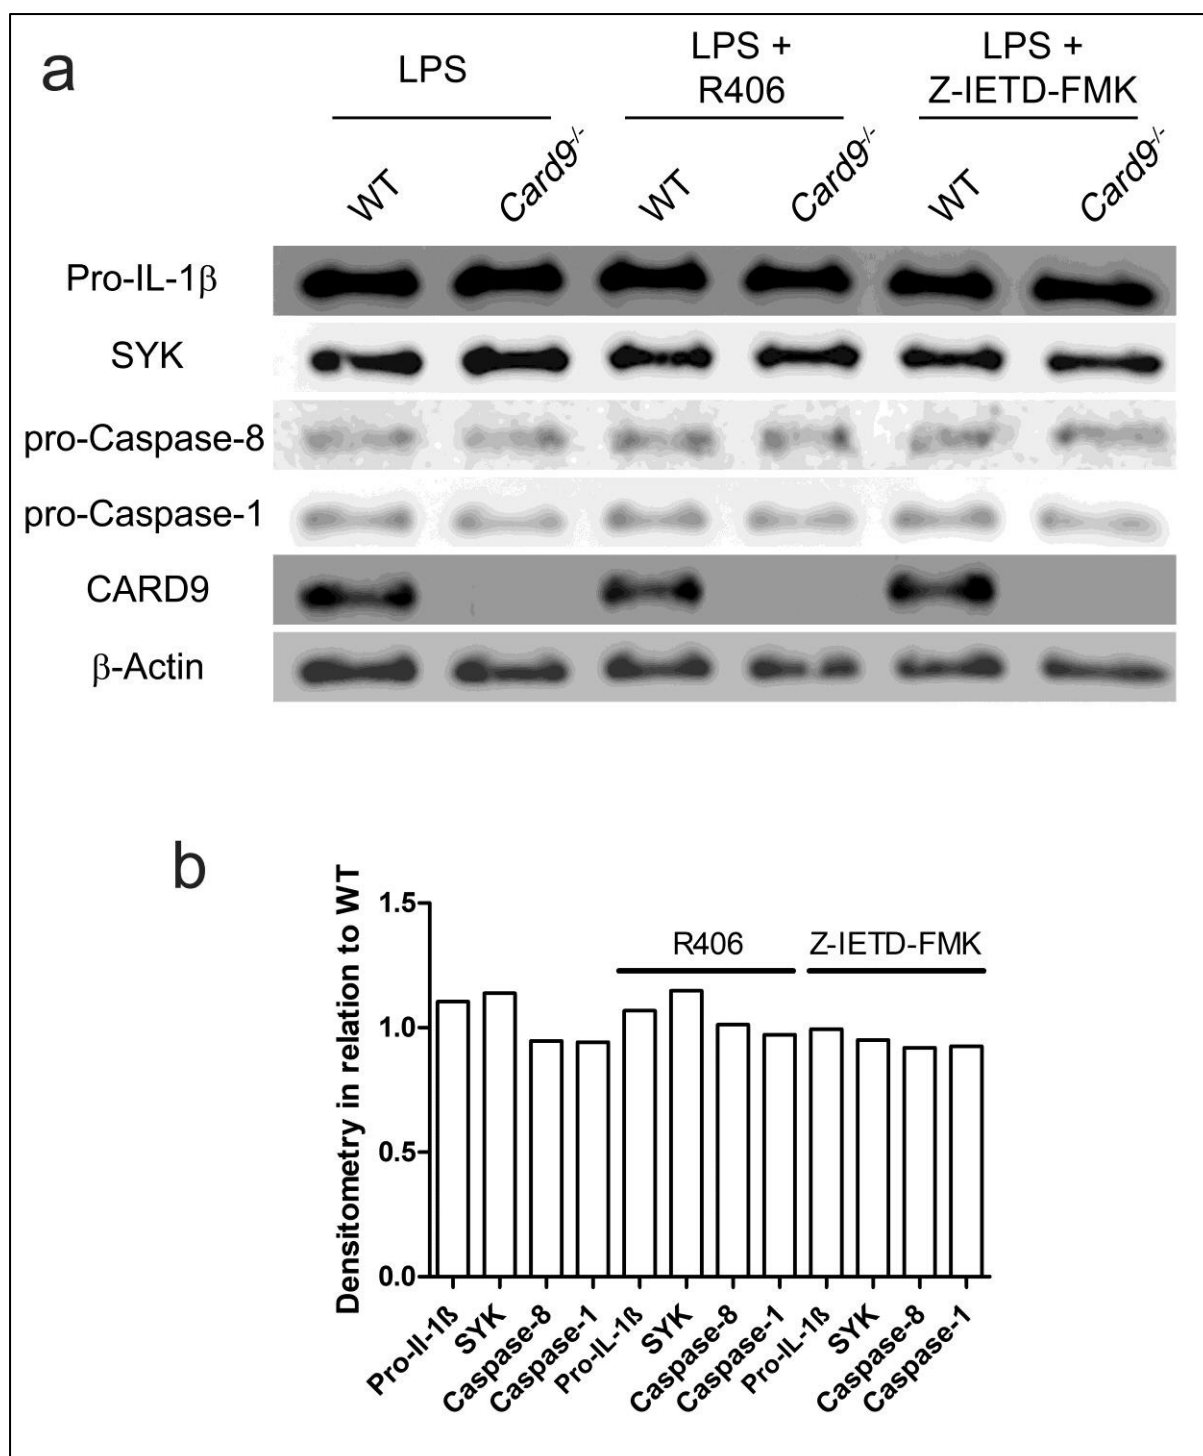 a
LPS
LPS +
R406
LPS +
Z-IETD-FMK
WT
Card9-/-
WT
Card9-/-
WT
Card9-/-
Pro-IL-1β
SYK
pro-Caspase-8
pro-Caspase-1
CARD9
β-Actin
b
Densitometry in relation to WT
1.5
1.0
0.5
0.0
R406
Z-IETD-FMK
Pro-Il-1ß
SYK
Caspase-8
Caspase-1
Pro-IL-1ß
SYK
Caspase-8
Caspase-1
Pro-IL-1ß
SYK
Caspase-8
Caspase-1